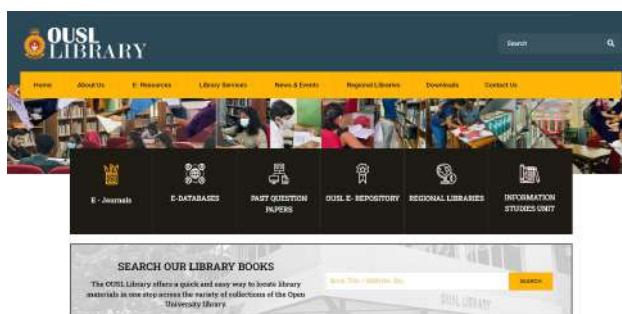 OUSL
LIBRARY
Search
Home About Us E- Resources Library Services News & Events Regional Libraries Downloads Contact Us
E - Journals E-DATABASES PAST QUESTION PAPERS OUSL E- REPOSITORY REGIONAL LIBRARIES INFORMATION STUDIES UNIT
SEARCH OUR LIBRARY BOOKS
The OUSL Library offers a quick and easy way to locate library
materials in one stop across the variety of collections of the Open
University library.
SEARCH
OUSL LIBRARY